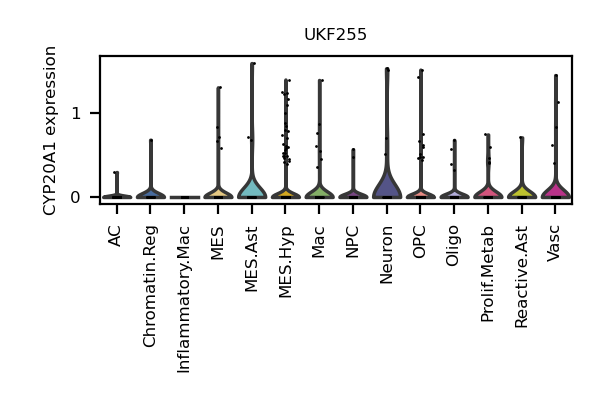 UKF255
CYP20A1 expression
1
0
AC
Chromatin.Reg
Inflammatory.Mac
MES
MES.Ast
MES.Hyp
Mac
NPC
Neuron
OPC
Oligo
Prolif.Metab
Reactive.Ast
Vasc